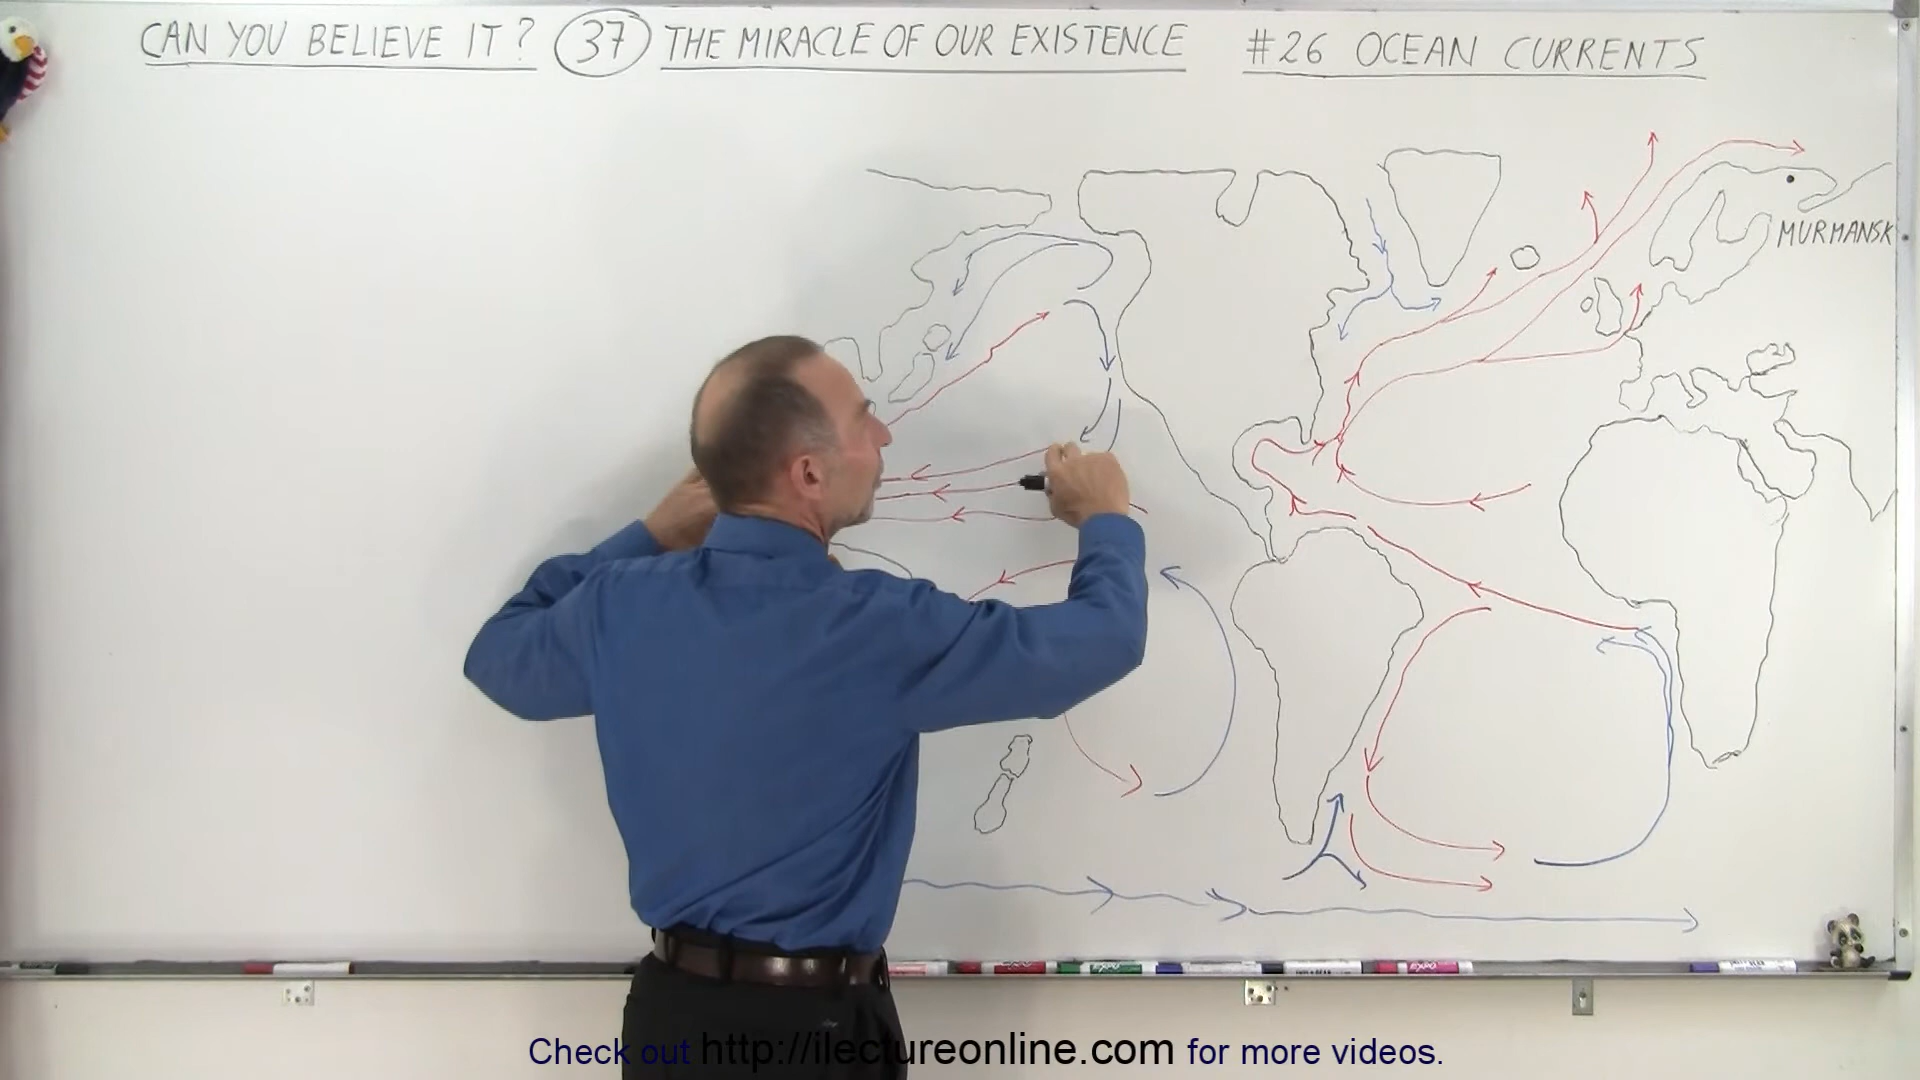 CAN YOU BELIEVE IT? 37 THE MIRACLE OF OUR EXISTENCE #26 OCEAN CURRENTS
MURMANSK
EXPO
Check out http://ilectureonline.com for more videos.